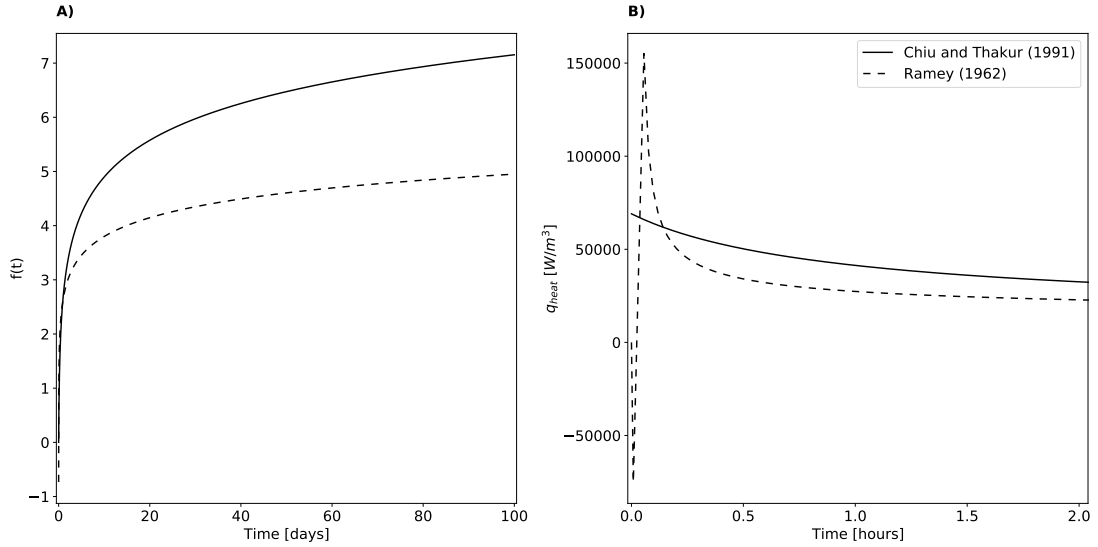 A)
7
6
5
4
3
2
1
0
−1
f(t)
0 20 40 60 80 100
Time [days]
B)
150000
100000
50000
0
−50000
q_heat [W/m³]
0.0 0.5 1.0 1.5 2.0
Time [hours]
Chiu and Thakur (1991)
Ramey (1962)